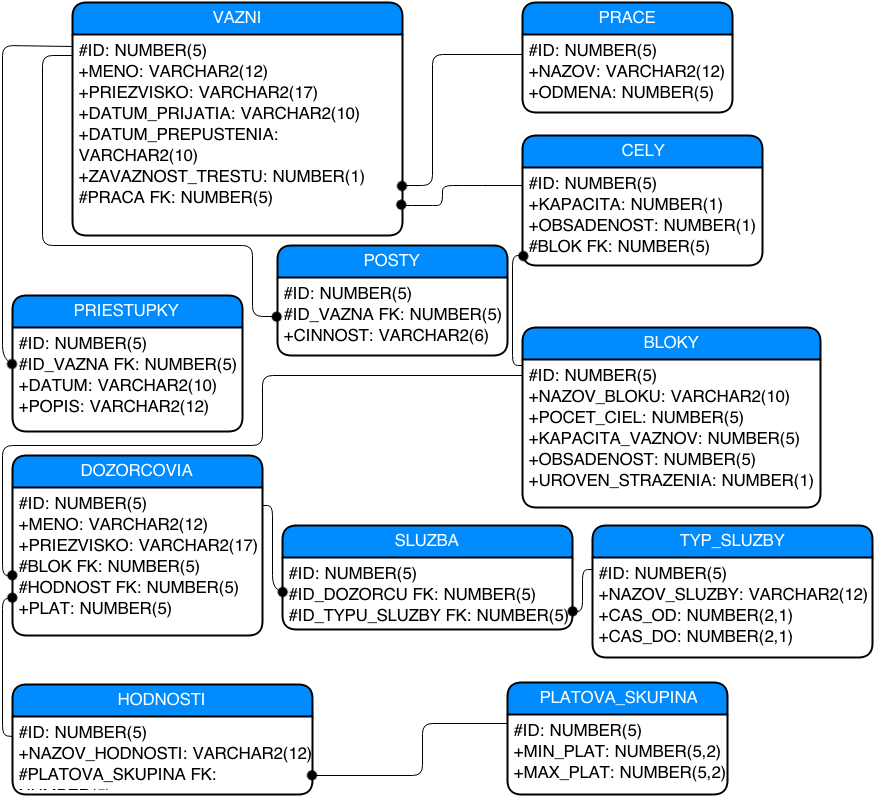 VAZNI
#ID: NUMBER(5)
+MENO: VARCHAR2(12)
+PRIEZVISKO: VARCHAR2(17)
+DATUM_PRIJATIA: VARCHAR2(10)
+DATUM_PREPUSTENIA:
VARCHAR2(10)
+ZAVAZNOST_TRESTU: NUMBER(1)
#PRACA FK: NUMBER(5)
PRACE
#ID: NUMBER(5)
+NAZOV: VARCHAR2(12)
+ODMENA: NUMBER(5)
CELY
#ID: NUMBER(5)
+KAPACITA: NUMBER(1)
+OBSADENOST: NUMBER(1)
#BLOK FK: NUMBER(5)
POSTY
#ID: NUMBER(5)
#ID_VAZNA FK: NUMBER(5)
+CINNOST: VARCHAR2(6)
PRIESTUPKY
#ID: NUMBER(5)
#ID_VAZNA FK: NUMBER(5)
+DATUM: VARCHAR2(10)
+POPIS: VARCHAR2(12)
BLOKY
#ID: NUMBER(5)
+NAZOV_BLOKU: VARCHAR2(10)
+POCET_CIEL: NUMBER(5)
+KAPACITA_VAZNOV: NUMBER(5)
+OBSADENOST: NUMBER(5)
+UROVEN_STRAZENIA: NUMBER(1)
DOZORCOVIA
#ID: NUMBER(5)
+MENO: VARCHAR2(12)
+PRIEZVISKO: VARCHAR2(17)
#BLOK FK: NUMBER(5)
#HODNOST FK: NUMBER(5)
+PLAT: NUMBER(5)
SLUZBA
#ID: NUMBER(5)
#ID_DOZORCU FK: NUMBER(5)
#ID_TYPU_SLUZBY FK: NUMBER(5)
TYP_SLUZBY
#ID: NUMBER(5)
+NAZOV_SLUZBY: VARCHAR2(12)
+CAS_OD: NUMBER(2,1)
+CAS_DO: NUMBER(2,1)
HODNOSTI
#ID: NUMBER(5)
+NAZOV_HODNOSTI: VARCHAR2(12)
#PLATOVA_SKUPINA FK:
PLATOVA_SKUPINA
#ID: NUMBER(5)
+MIN_PLAT: NUMBER(5,2)
+MAX_PLAT: NUMBER(5,2)